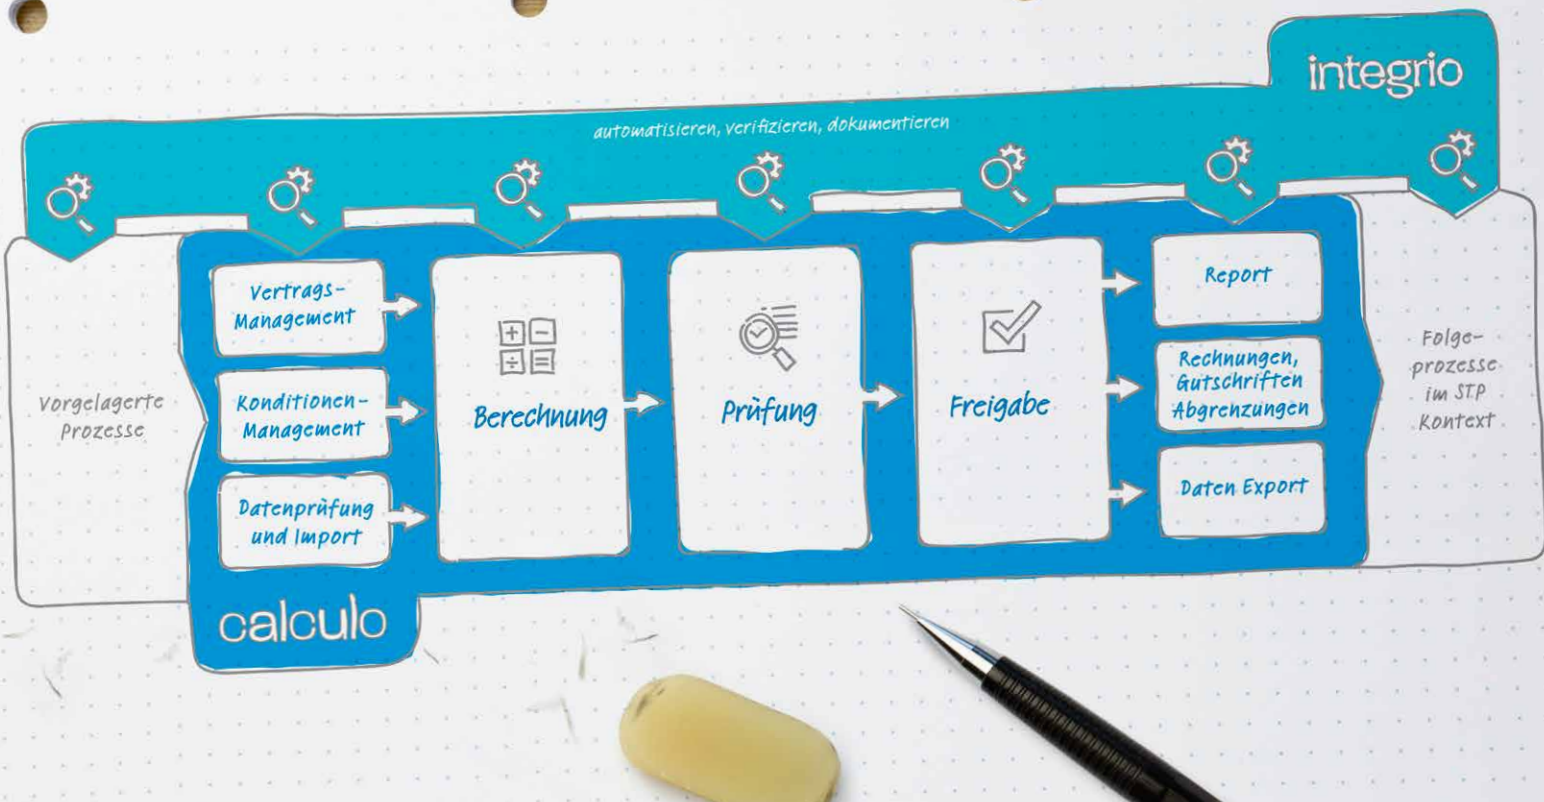 integrio
automatisieren, verifizieren, dokumentieren
Vorgelagerte
Prozesse
Vertrags-
Management
Konditionen-
Management
Datenprüfung
und Import
Berechnung
Prüfung
Freigabe
Report
Rechnungen,
Gutschriften
Abgrenzungen
Daten Export
Folge-
prozesse
im STP
Kontext
calculo